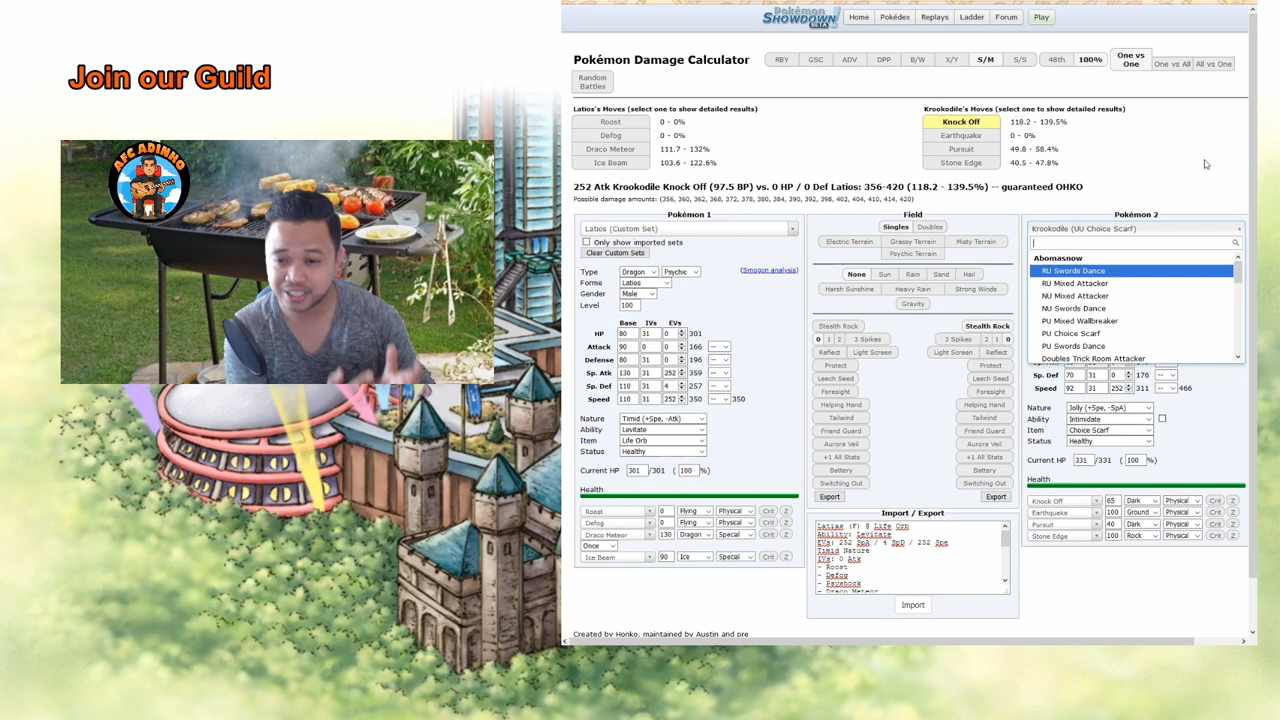 Join our Guild
AFC ADINHO
Pokémon
SHOWDOWN
BETA
Home Pokédex Replays Ladder Forum Play
Pokémon Damage Calculator RBY GSC ADV DPP B/W X/Y S/M S/S 48th 100% One vs One One vs All All vs One
Random Battles
Latios's Moves (select one to show detailed results) Krookodile's Moves (select one to show detailed results)
Roost 0 - 0% Knock Off 118.2 - 139.5%
Defog 0 - 0% Earthquake 0 - 0%
Draco Meteor 111.7 - 132% Pursuit 49.8 - 58.4%
Ice Beam 103.6 - 122.6% Stone Edge 40.5 - 47.8%
252 Atk Krookodile Knock Off (97.5 BP) vs. 0 HP / 0 Def Latios: 356-420 (118.2 - 139.5%) -- guaranteed OHKO
Possible damage amounts: (356, 360, 362, 368, 372, 378, 380, 384, 390, 392, 398, 402, 404, 410, 414, 420)
Pokémon 1
Latios (Custom Set)
Only show imported sets
Clear Custom Sets
Type Dragon Psychic (Smogon analysis)
Forme Latios
Gender Male
Level 100
Base IVs EVs
HP 80 31 0 301
Attack 90 0 0 166 --
Defense 80 31 0 196 --
Sp. Atk 130 31 252 359 --
Sp. Def 110 31 4 257 --
Speed 110 31 252 350 -- 350
Nature Timid (+Spe, -Atk)
Ability Levitate
Item Life Orb
Status Healthy
Current HP 301 /301 ( 100 %)
Health
Roost 0 Flying Physical Crit Z
Defog 0 Flying Physical Crit Z
Draco Meteor 130 Dragon Special Crit Z
Once
Ice Beam 90 Ice Special Crit Z
Field
Singles Doubles
Electric Terrain Grassy Terrain Misty Terrain
Psychic Terrain
None Sun Rain Sand Hail
Harsh Sunshine Heavy Rain Strong Winds
Gravity
Stealth Rock Stealth Rock
0 1 2 3 Spikes 3 Spikes 2 1 0
Reflect Light Screen Light Screen Reflect
Protect Protect
Leech Seed Leech Seed
Foresight Foresight
Helping Hand Helping Hand
Tailwind Tailwind
Friend Guard Friend Guard
Aurora Veil Aurora Veil
+1 All Stats +1 All Stats
Battery Battery
Switching Out Switching Out
Export Export
Import / Export
Latias (F) @ Life Orb
Ability: Levitate
EVs: 252 SpA / 4 SpD / 252 Spe
Timid Nature
IVs: 0 Atk
- Roost
- Defog
- Psyshock
- Draco Meteor
Import
Pokémon 2
Krookodile (UU Choice Scarf)
Abomasnow
RU Swords Dance
RU Mixed Attacker
NU Mixed Attacker
NU Swords Dance
PU Mixed Wallbreaker
PU Choice Scarf
PU Swords Dance
Doubles Trick Room Attacker
Sp. Def 70 31 0 176 --
Speed 92 31 252 311 -- 466
Nature Jolly (+Spe, -SpA)
Ability Intimidate
Item Choice Scarf
Status Healthy
Current HP 331 /331 ( 100 %)
Health
Knock Off 65 Dark Physical Crit Z
Earthquake 100 Ground Physical Crit Z
Pursuit 40 Dark Physical Crit Z
Stone Edge 100 Rock Physical Crit Z
Created by Honko, maintained by Austin and pre